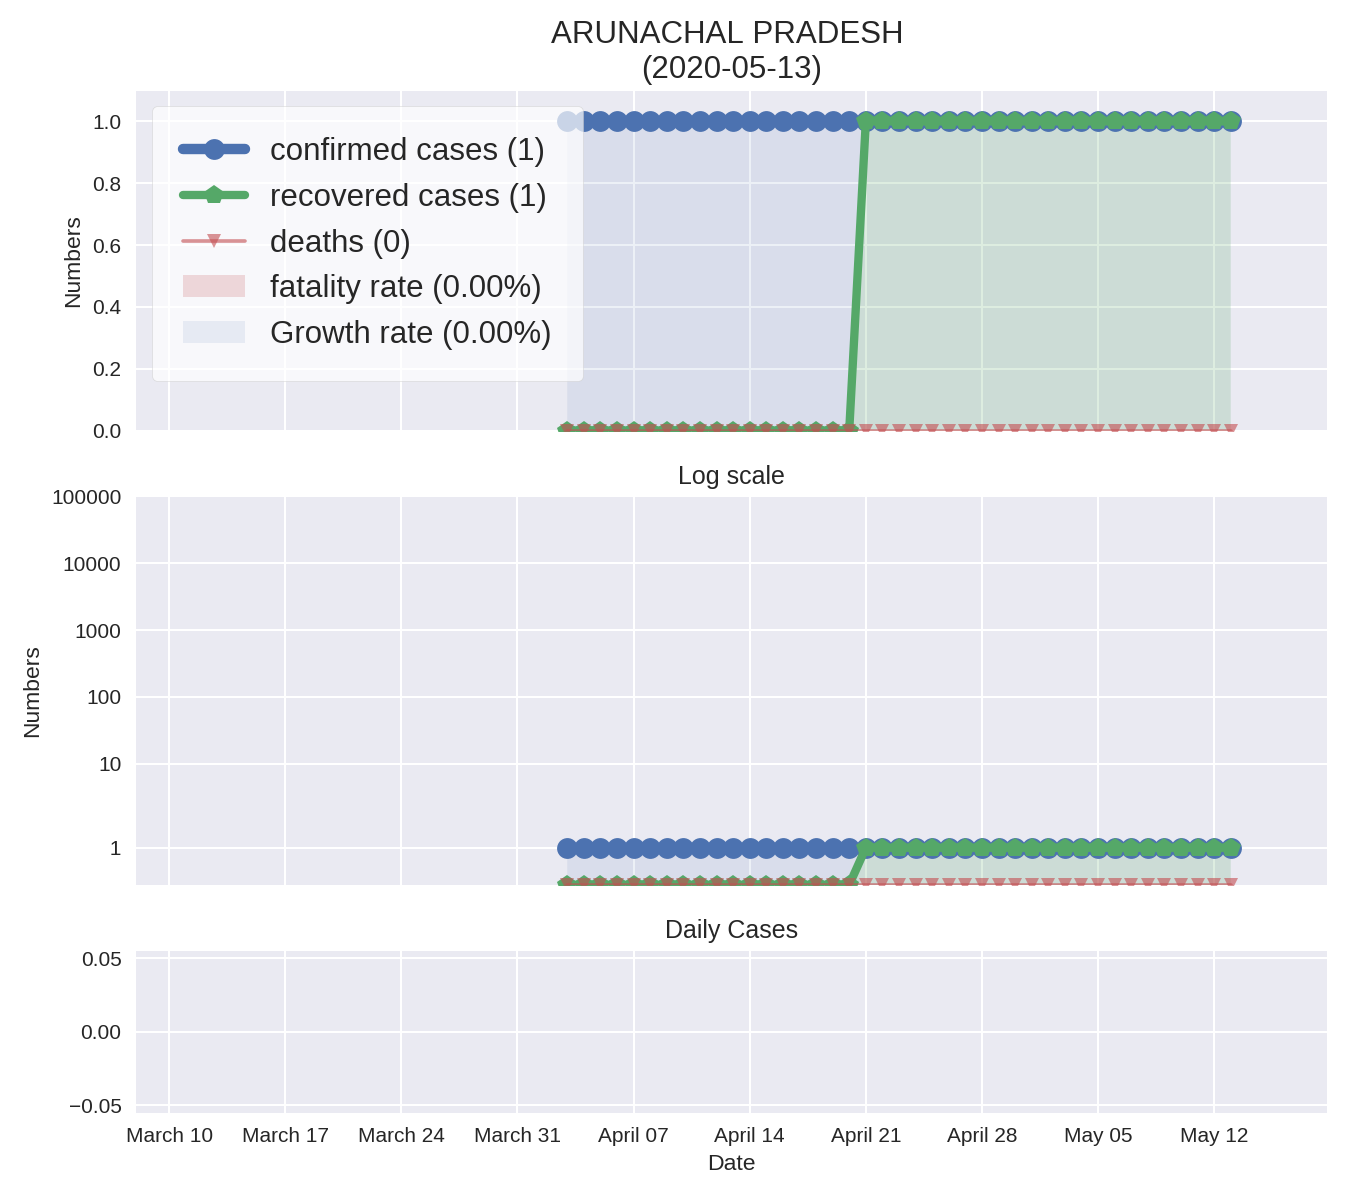 ARUNACHAL PRADESH
(2020-05-13)
1.0
0.8
0.6
0.4
0.2
0.0
Numbers
confirmed cases (1)
recovered cases (1)
deaths (0)
fatality rate (0.00%)
Growth rate (0.00%)
Log scale
100000
10000
1000
100
10
1
Numbers
Daily Cases
0.05
0.00
−0.05
March 10 March 17 March 24 March 31 April 07 April 14 April 21 April 28 May 05 May 12
Date